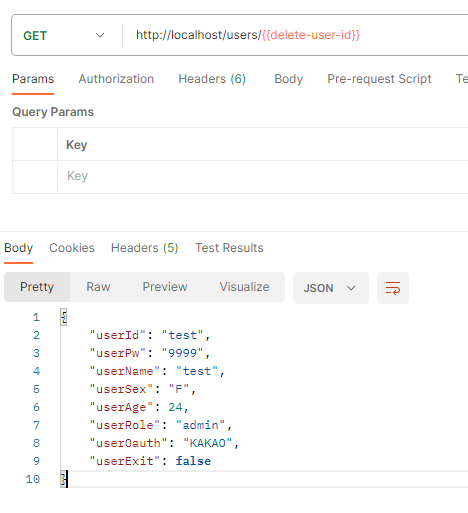 GET http://localhost/users/{{delete-user-id}}
Params Authorization Headers (6) Body Pre-request Script Te
Query Params
Key
Key
Body Cookies Headers (5) Test Results
Pretty Raw Preview Visualize JSON
1 {
2 "userId": "test",
3 "userPw": "9999",
4 "userName": "test",
5 "userSex": "F",
6 "userAge": 24,
7 "userRole": "admin",
8 "userOauth": "KAKAO",
9 "userExit": false
10 }